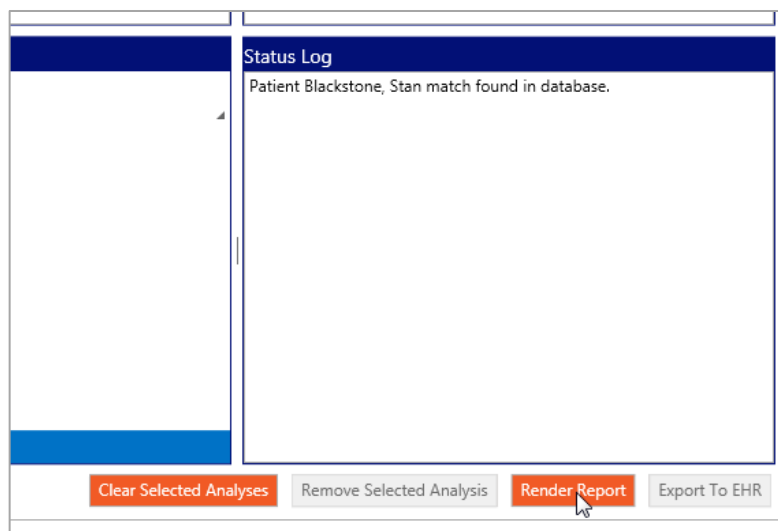 Status Log
Patient Blackstone, Stan match found in database.
Clear Selected Analyses Remove Selected Analysis Render Report Export To EHR